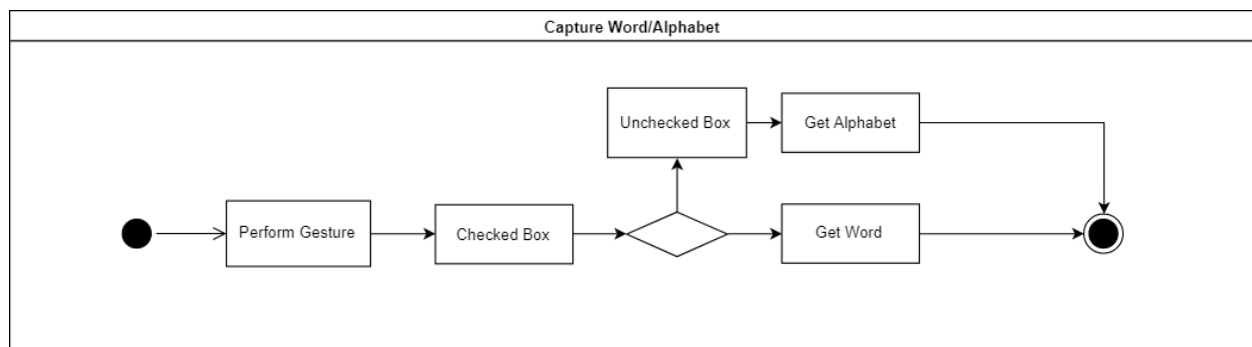 Capture Word/Alphabet
Unchecked Box
Get Alphabet
Perform Gesture
Checked Box
Get Word